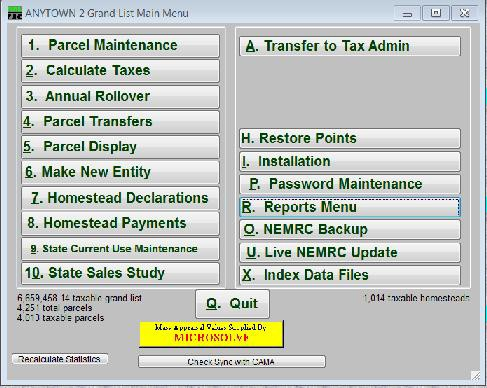 ANYTOWN 2 Grand List Main Menu
1. Parcel Maintenance
2. Calculate Taxes
3. Annual Rollover
4. Parcel Transfers
5. Parcel Display
6. Make New Entity
7. Homestead Declarations
8. Homestead Payments
9. State Current Use Maintenance
10. State Sales Study
A. Transfer to Tax Admin
H. Restore Points
I. Installation
P. Password Maintenance
R. Reports Menu
O. NEMRC Backup
U. Live NEMRC Update
X. Index Data Files
6,659,458.14 taxable grand list
4,251 total parcels
4,013 taxable parcels
Q. Quit
1,014 taxable homesteads
Mass Appraisal Values Supplied By
MICROSOLVE
Recalculate Statistics
Check Sync with CAMA